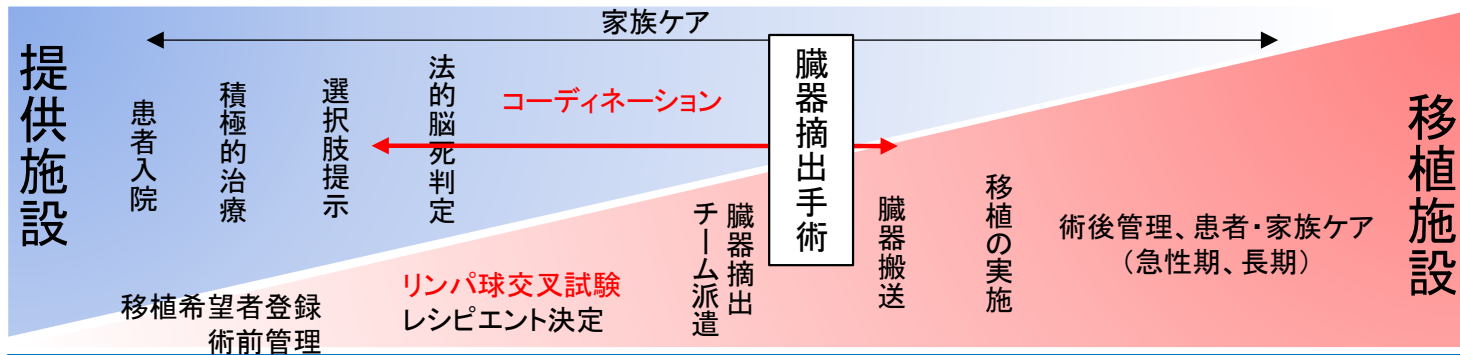 家族ケア
提供施設
患者入院
積極的治療
選択肢提示
法的脳死判定
コーディネーション
臓器摘出手術
移植希望者登録
術前管理
リンパ球交叉試験
レシピエント決定
臓器摘出
チーム派遣
臓器搬送
移植の実施
術後管理、患者・家族ケア
（急性期、長期）
移植施設